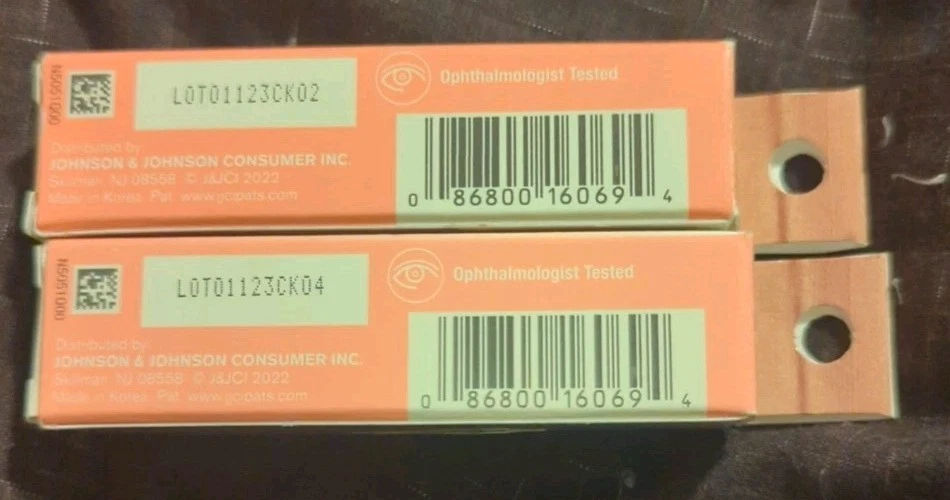 N5051Q00
LOT01123CK02
Ophthalmologist Tested
Distributed by:
JOHNSON & JOHNSON CONSUMER INC.
Skillman, NJ 08558 © J&JCI 2022
Made in Korea. Pat. www.jjcipats.com
0 86800 16069 4
N5051Q00
LOT01123CK04
Ophthalmologist Tested
Distributed by:
JOHNSON & JOHNSON CONSUMER INC.
Skillman, NJ 08558 © J&JCI 2022
Made in Korea. Pat. www.jjcipats.com
0 86800 16069 4